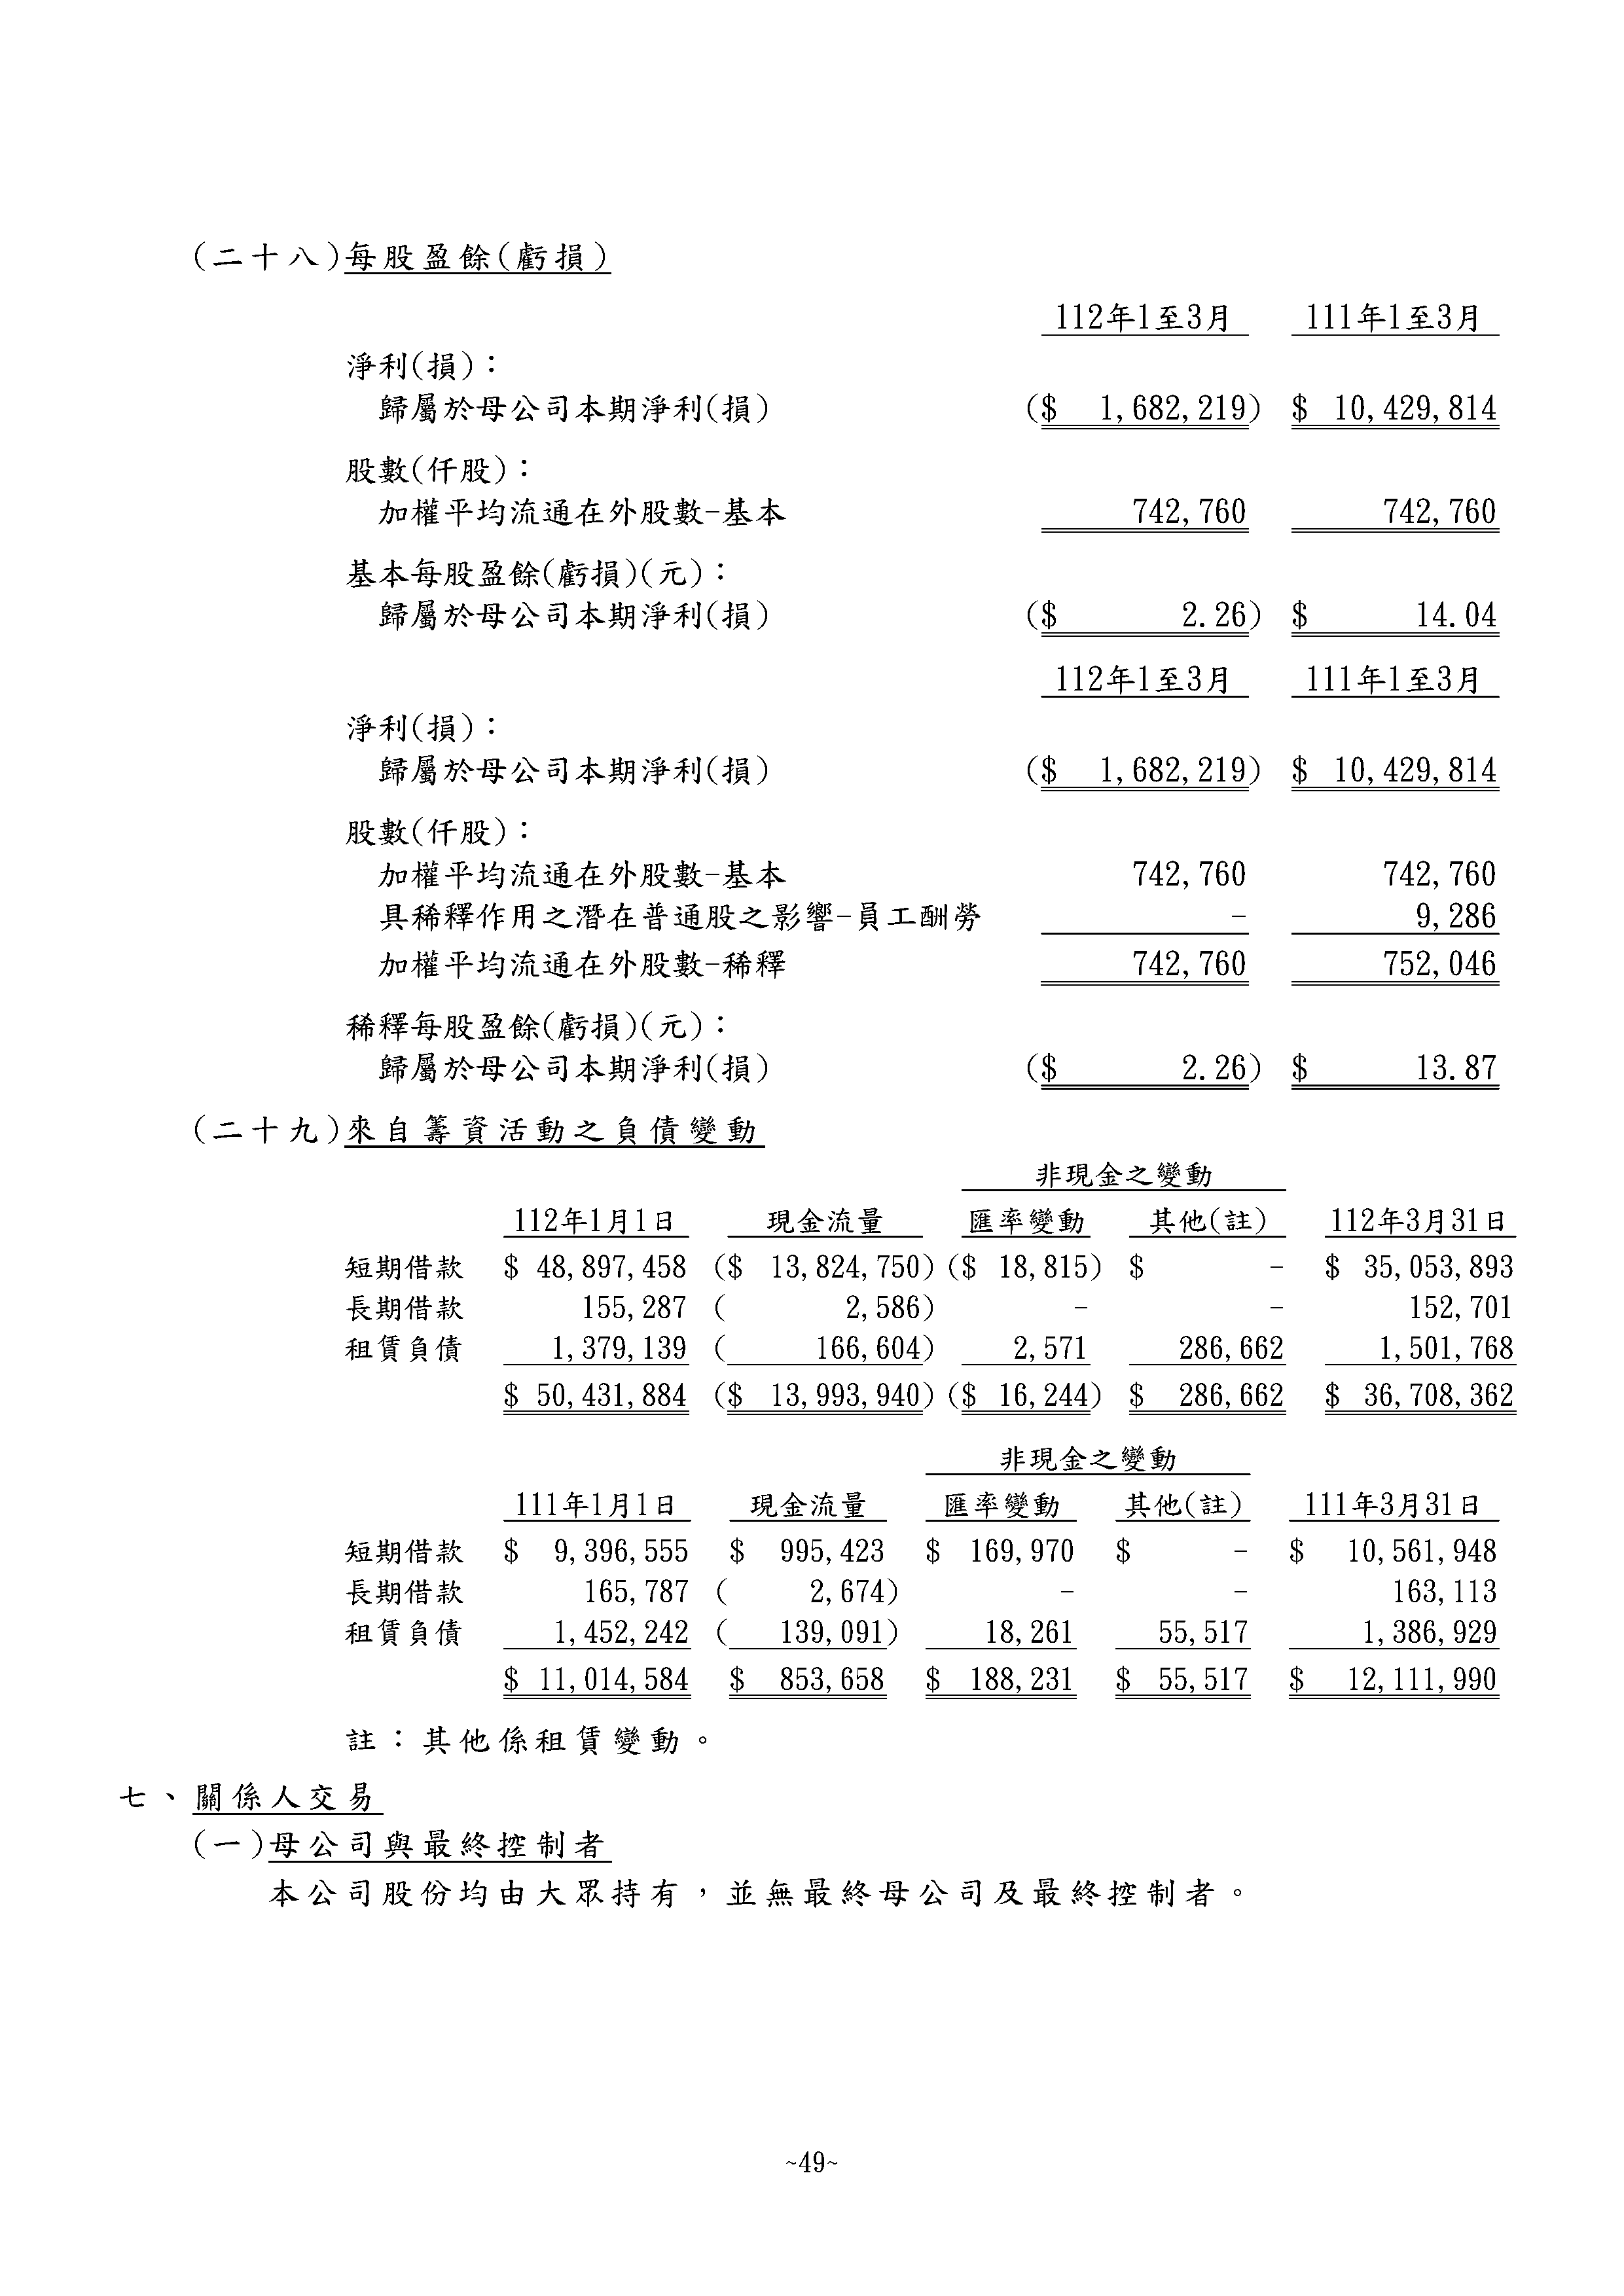 (二十八)每股盈餘(虧損)
112年1至3月 111年1至3月
淨利(損)：
歸屬於母公司本期淨利(損) ($ 1,682,219) $ 10,429,814
股數(仟股)：
加權平均流通在外股數-基本 742,760 742,760
基本每股盈餘(虧損)(元)：
歸屬於母公司本期淨利(損) ($ 2.26) $ 14.04
112年1至3月 111年1至3月
淨利(損)：
歸屬於母公司本期淨利(損) ($ 1,682,219) $ 10,429,814
股數(仟股)：
加權平均流通在外股數-基本 742,760 742,760
具稀釋作用之潛在普通股之影響-員工酬勞 - 9,286
加權平均流通在外股數-稀釋 742,760 752,046
稀釋每股盈餘(虧損)(元)：
歸屬於母公司本期淨利(損) ($ 2.26) $ 13.87
(二十九)來自籌資活動之負債變動
非現金之變動
112年1月1日 現金流量 匯率變動 其他(註) 112年3月31日
短期借款 $ 48,897,458 ($ 13,824,750) ($ 18,815) $ - $ 35,053,893
長期借款 155,287 ( 2,586) - - 152,701
租賃負債 1,379,139 ( 166,604) 2,571 286,662 1,501,768
$ 50,431,884 ($ 13,993,940) ($ 16,244) $ 286,662 $ 36,708,362
非現金之變動
111年1月1日 現金流量 匯率變動 其他(註) 111年3月31日
短期借款 $ 9,396,555 $ 995,423 $ 169,970 $ - $ 10,561,948
長期借款 165,787 ( 2,674) - - 163,113
租賃負債 1,452,242 ( 139,091) 18,261 55,517 1,386,929
$ 11,014,584 $ 853,658 $ 188,231 $ 55,517 $ 12,111,990
註：其他係租賃變動。
七、關係人交易
(一)母公司與最終控制者
本公司股份均由大眾持有，並無最終母公司及最終控制者。
~49~